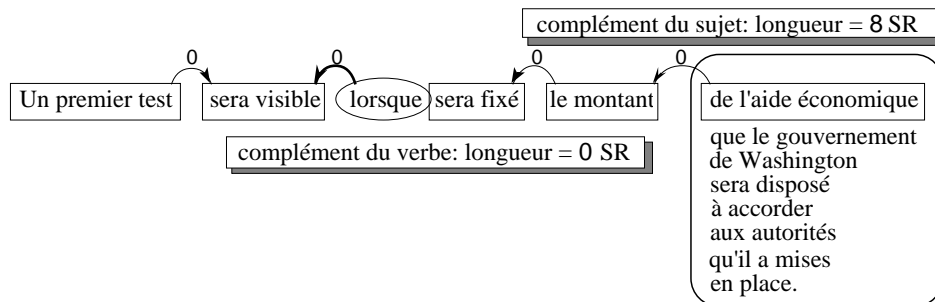 complément du sujet: longueur = 8 SR
0 0 0 0
Un premier test sera visible lorsque sera fixé le montant de l'aide économique
complément du verbe: longueur = 0 SR
que le gouvernement
de Washington
sera disposé
à accorder
aux autorités
qu'il a mises
en place.